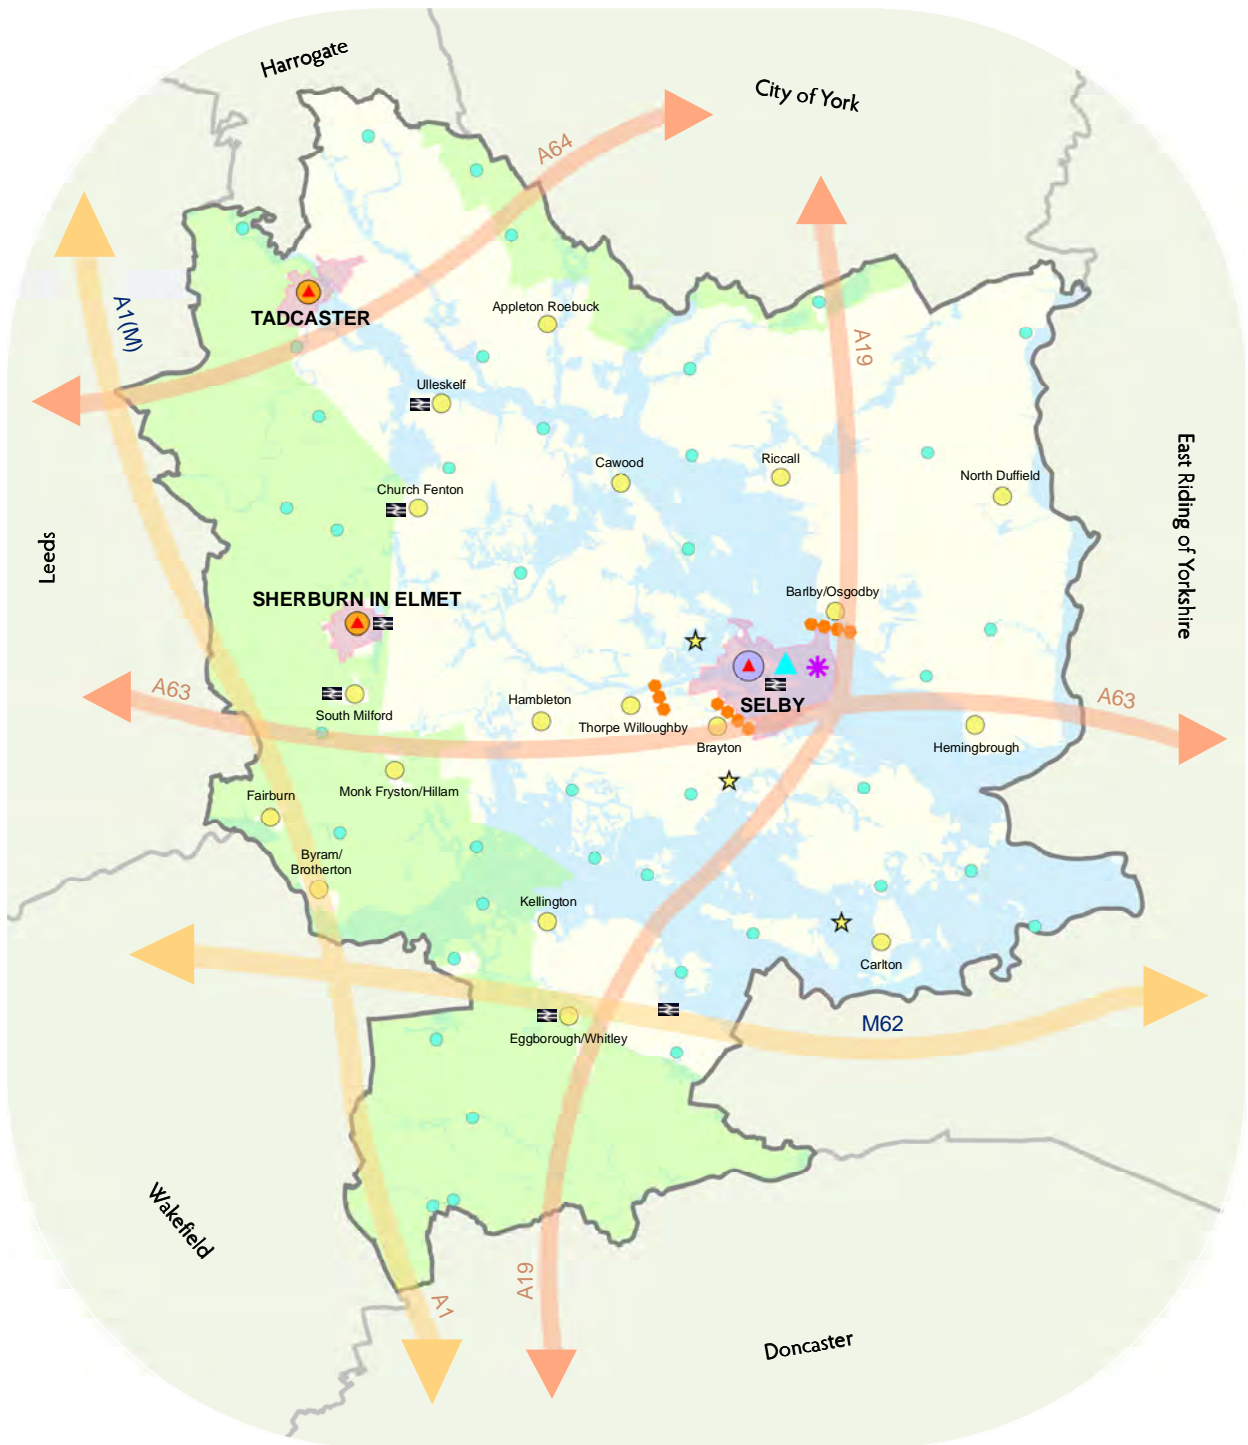 Harrogate
City of York
A64
A1(M)
TADCASTER
Appleton Roebuck
A19
Ulleskelf
Cawood
Riccall
North Duffield
Church Fenton
Leeds
East Riding of Yorkshire
SHERBURN IN ELMET
Barlby/Osgodby
A63
South Milford
Hambleton
Thorpe Willoughby
SELBY
Brayton
A63
Hemingbrough
Monk Fryston/Hillam
Fairburn
Byram/
Brotherton
Kellington
Carlton
M62
Eggborough/Whitley
Wakefield
A1
A19
Doncaster